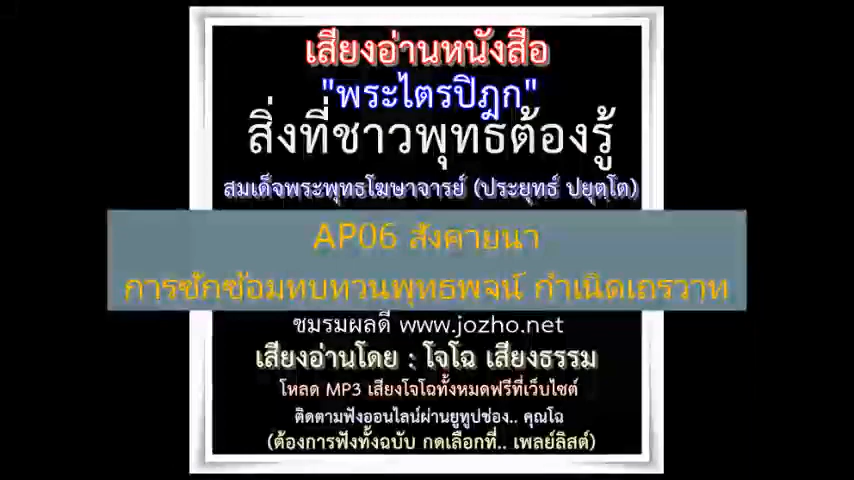 เสียงอ่านหนังสือ
"พระไตรปิฎก"
สิ่งที่ชาวพุทธต้องรู้
สมเด็จพระพุทธโฆษาจารย์ (ประยุทธ์ ปยุตฺโต)
AP06 สังคายนา
การซักซ้อมทบทวนพุทธพจน์ กำเนิดเถรวาท
ชมรมผลดี www.jozho.net
เสียงอ่านโดย : โจโฉ เสียงธรรม
โหลด MP3 เสียงโจโฉทั้งหมดฟรีที่เว็บไซต์
ติดตามฟังออนไลน์ผ่านยูทูปช่อง.. คุณโฉ
(ต้องการฟังทั้งฉบับ กดเลือกที่.. เพลย์ลิสต์)